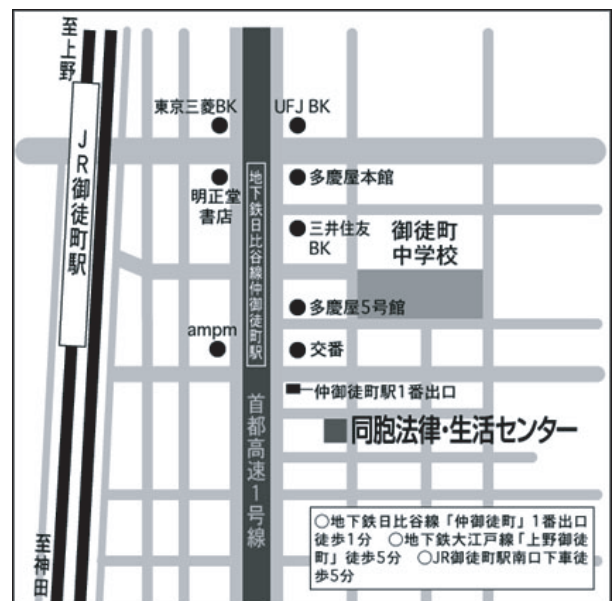 至上野
東京三菱BK
UFJ BK
JR御徒町駅
地下鉄日比谷線仲御徒町駅
多慶屋本館
明正堂
書店
三井住友
BK
御徒町
中学校
多慶屋5号館
ampm
交番
仲御徒町駅1番出口
首都高速1号線
同胞法律・生活センター
至神田
○地下鉄日比谷線「仲御徒町」1番出口
徒歩1分 ○地下鉄大江戸線「上野御徒
町」徒歩5分 ○JR御徒町駅南口下車徒
歩5分